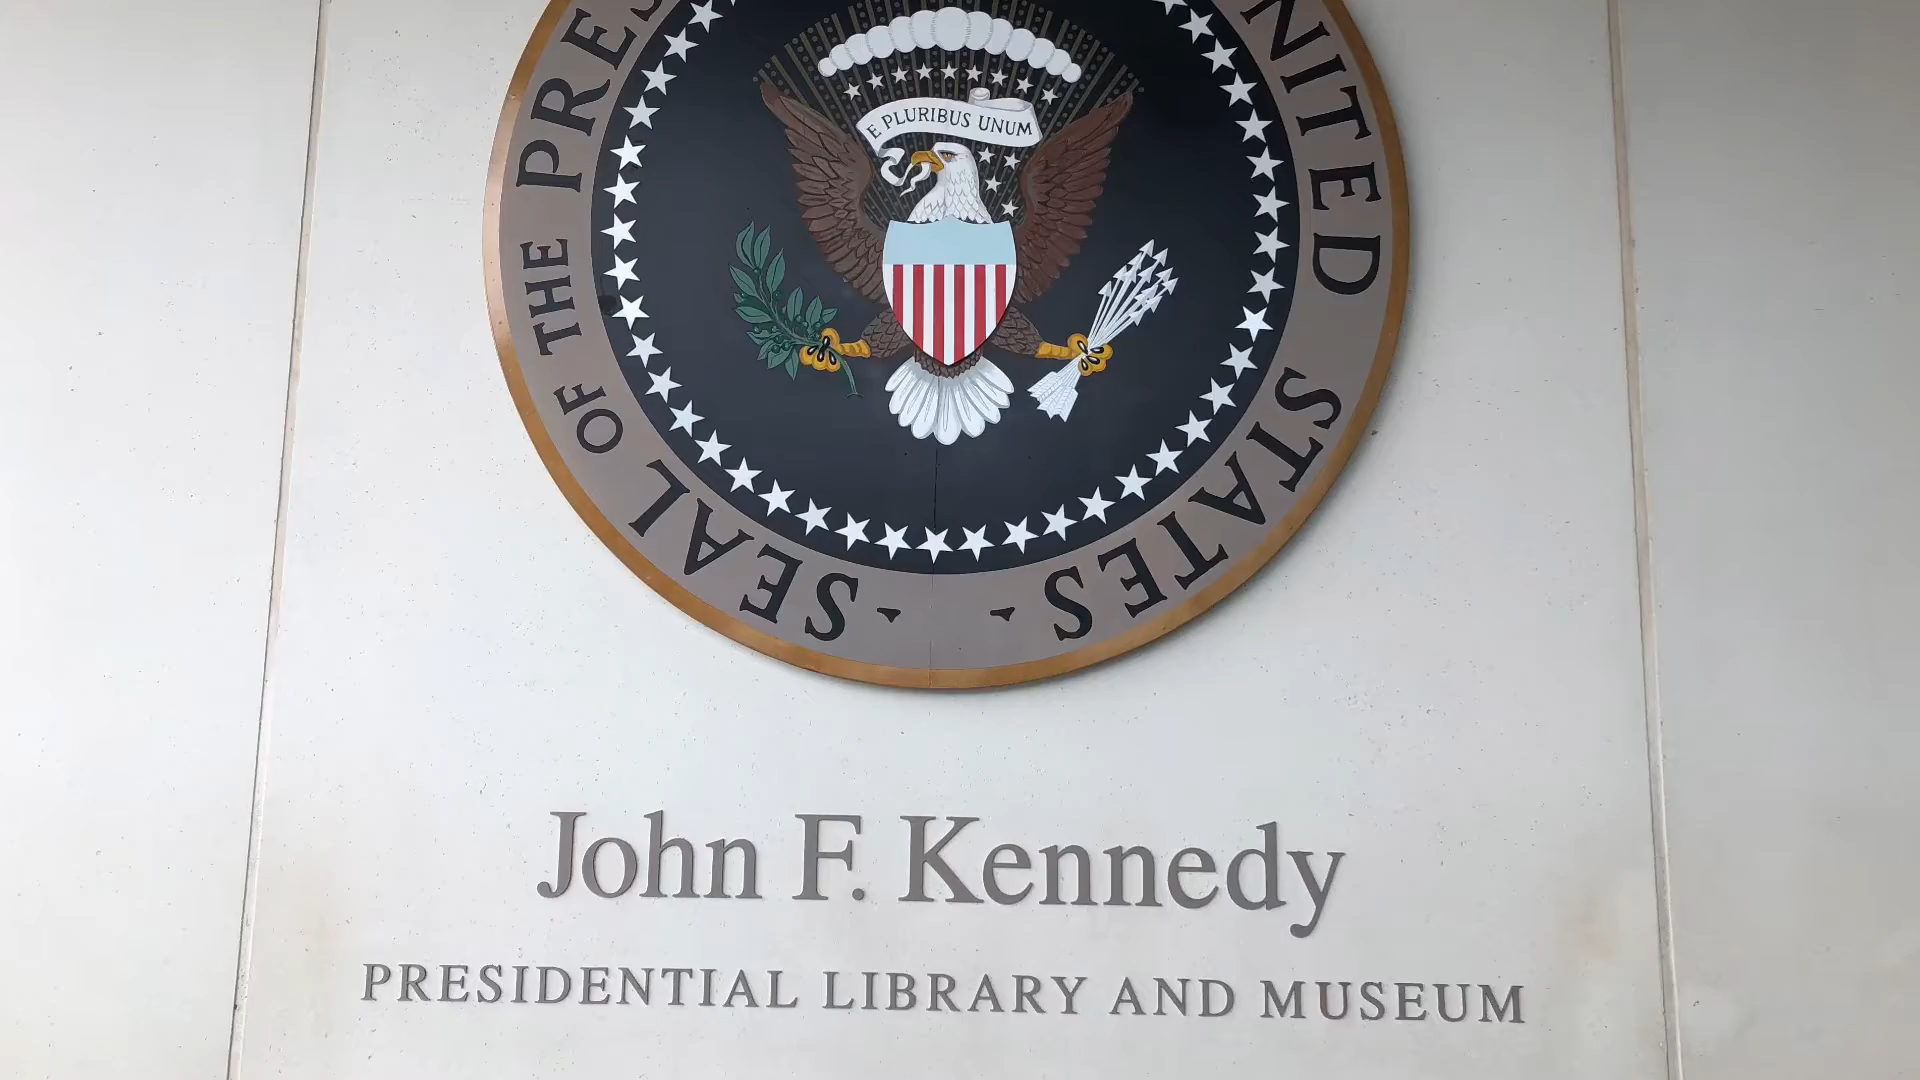 SEAL OF THE PRES
NITED STATES
E PLURIBUS UNUM
John F. Kennedy
PRESIDENTIAL LIBRARY AND MUSEUM